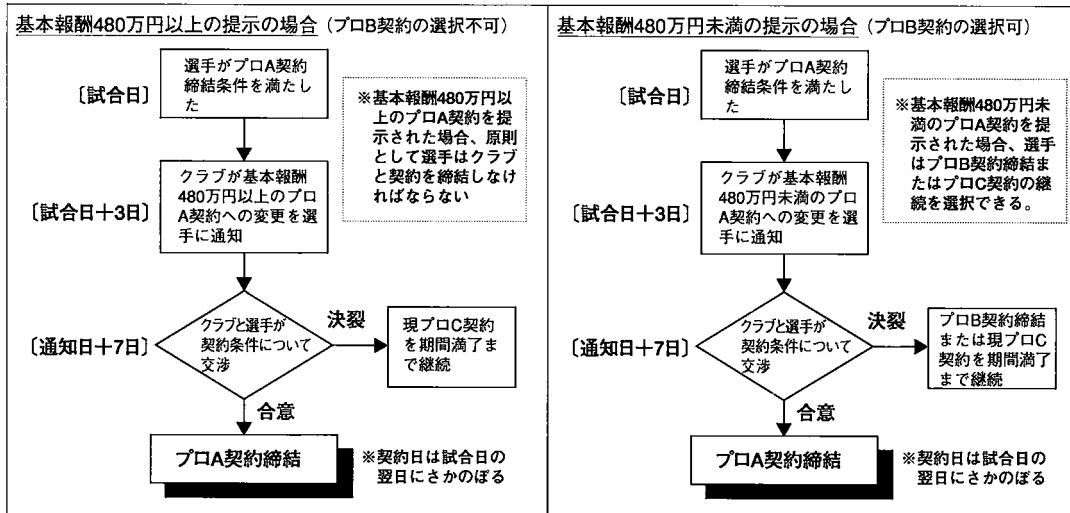 基本報酬480万円以上の提示の場合（プロB契約の選択不可）
〔試合日〕
選手がプロA契約
締結条件を満たし
た
※基本報酬480万円以
上のプロA契約を提
示された場合、原則
として選手はクラブ
と契約を締結しなけ
ればならない
〔試合日＋3日〕
クラブが基本報酬
480万円以上のプロ
A契約への変更を選
手に通知
〔通知日＋7日〕
クラブと選手が
契約条件について
交渉
決裂
現プロC契約
を期間満了ま
で継続
合意
プロA契約締結
※契約日は試合日の
翌日にさかのぼる
基本報酬480万円未満の提示の場合（プロB契約の選択可）
〔試合日〕
選手がプロA契約
締結条件を満たし
た
※基本報酬480万円未
満のプロA契約を提
示された場合、選手
はプロB契約締結ま
たはプロC契約の継
続を選択できる。
〔試合日＋3日〕
クラブが基本報酬
480万円未満のプロ
A契約への変更を選
手に通知
〔通知日＋7日〕
クラブと選手が
契約条件について
交渉
決裂
プロB契約締結
または現プロC
契約を期間満了
まで継続
合意
プロA契約締結
※契約日は試合日の
翌日にさかのぼる